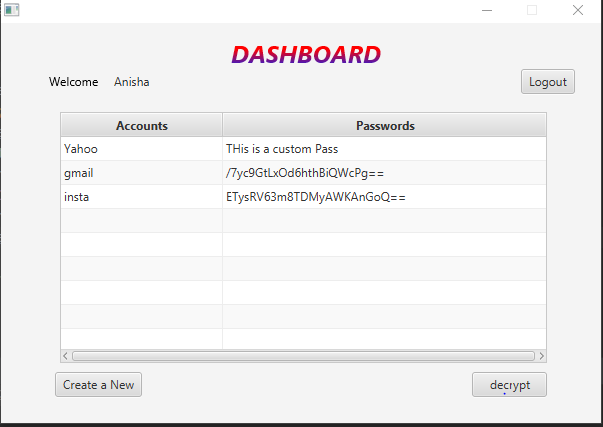 DASHBOARD
Welcome Anisha
Logout
Accounts Passwords
Yahoo THis is a custom Pass
gmail /7yc9GtLxOd6hthBiQWcPg==
insta ETysRV63m8TDMyAWKAnGoQ==
Create a New decrypt